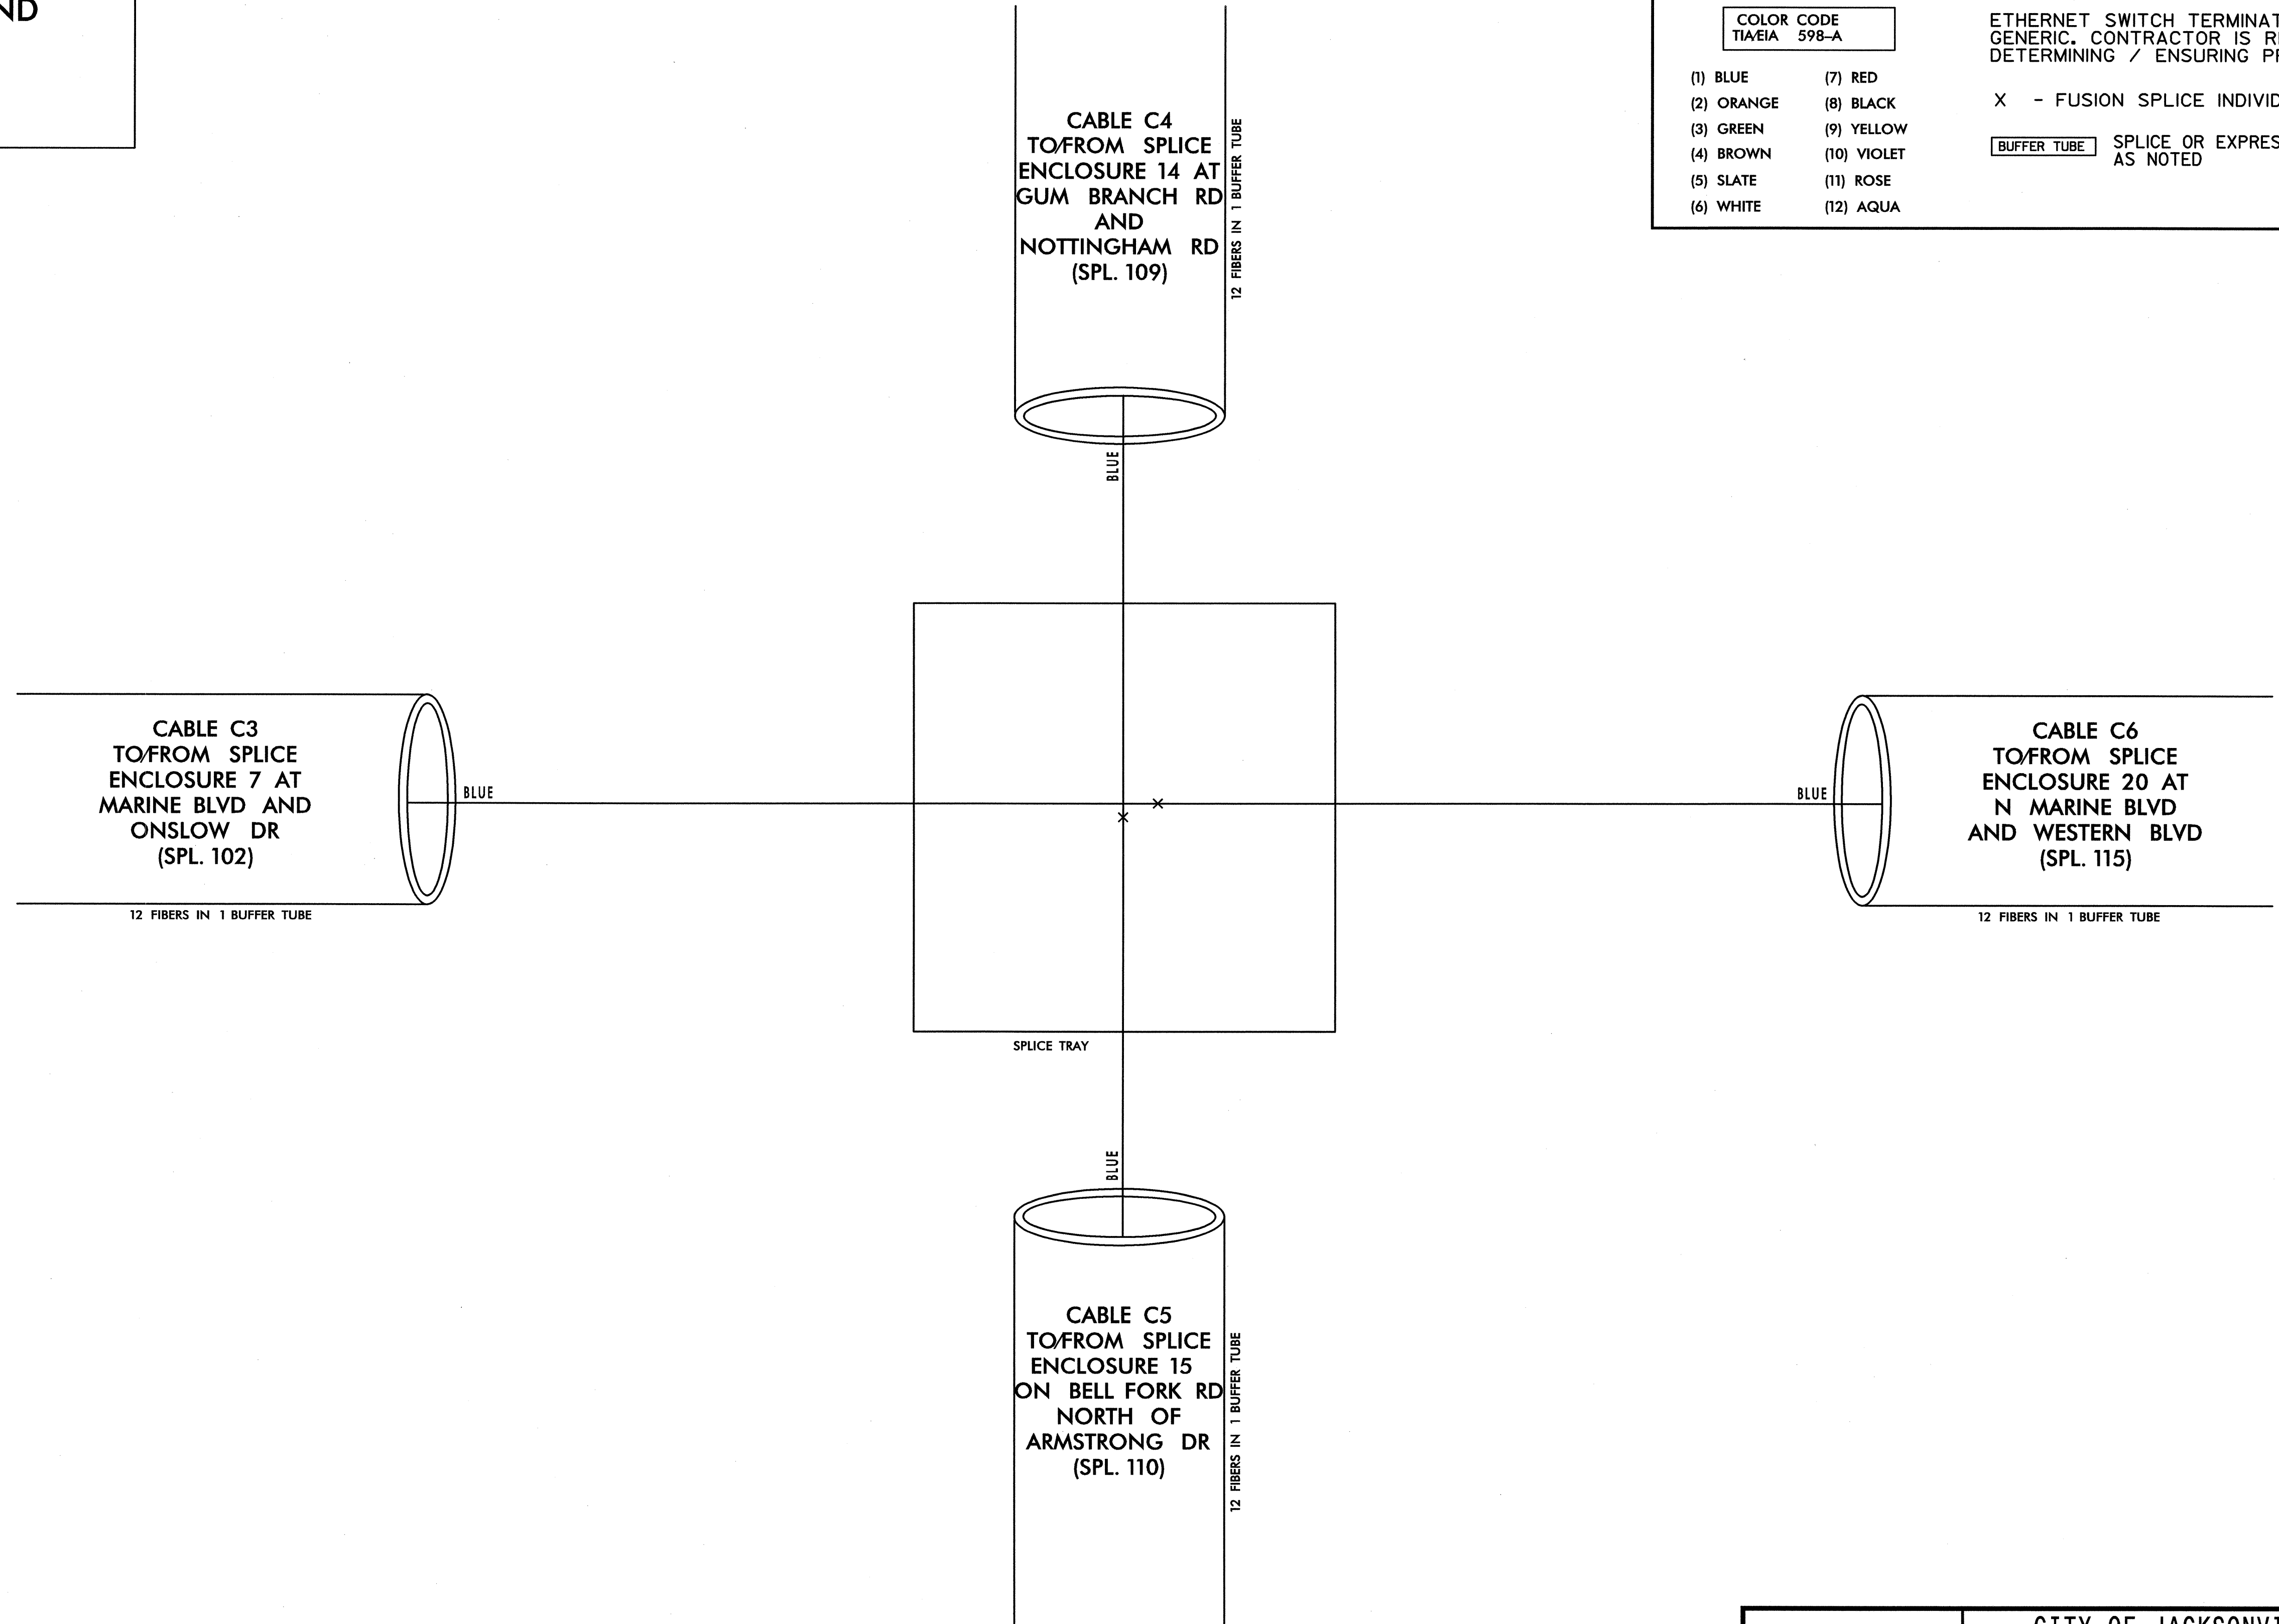 ND
COLOR CODE
TIA/EIA 598-A
(1) BLUE
(2) ORANGE
(3) GREEN
(4) BROWN
(5) SLATE
(6) WHITE
(7) RED
(8) BLACK
(9) YELLOW
(10) VIOLET
(11) ROSE
(12) AQUA
ETHERNET SWITCH
GENERIC. CONTRACTOR IS
DETERMINING / ENSURING
X - FUSION SPLICE
BUFFER TUBE
SPLICE OR
AS NOTED
CABLE C4
TO/FROM SPLICE
ENCLOSURE 14 AT
GUM BRANCH RD
AND
NOTTINGHAM RD
(SPL. 109)
12 FIBERS IN 1 BUFFER TUBE
BLUE
CABLE C3
TO/FROM SPLICE
ENCLOSURE 7 AT
MARINE BLVD AND
ONSLOW DR
(SPL. 102)
12 FIBERS IN 1 BUFFER TUBE
BLUE
BLUE
CABLE C6
TO/FROM SPLICE
ENCLOSURE 20 AT
N MARINE BLVD
AND WESTERN BLVD
(SPL. 115)
12 FIBERS IN 1 BUFFER TUBE
SPLICE TRAY
BLUE
CABLE C5
TO/FROM SPLICE
ENCLOSURE 15
ON BELL FORK RD
NORTH OF
ARMSTRONG DR
(SPL. 110)
12 FIBERS IN 1 BUFFER TUBE